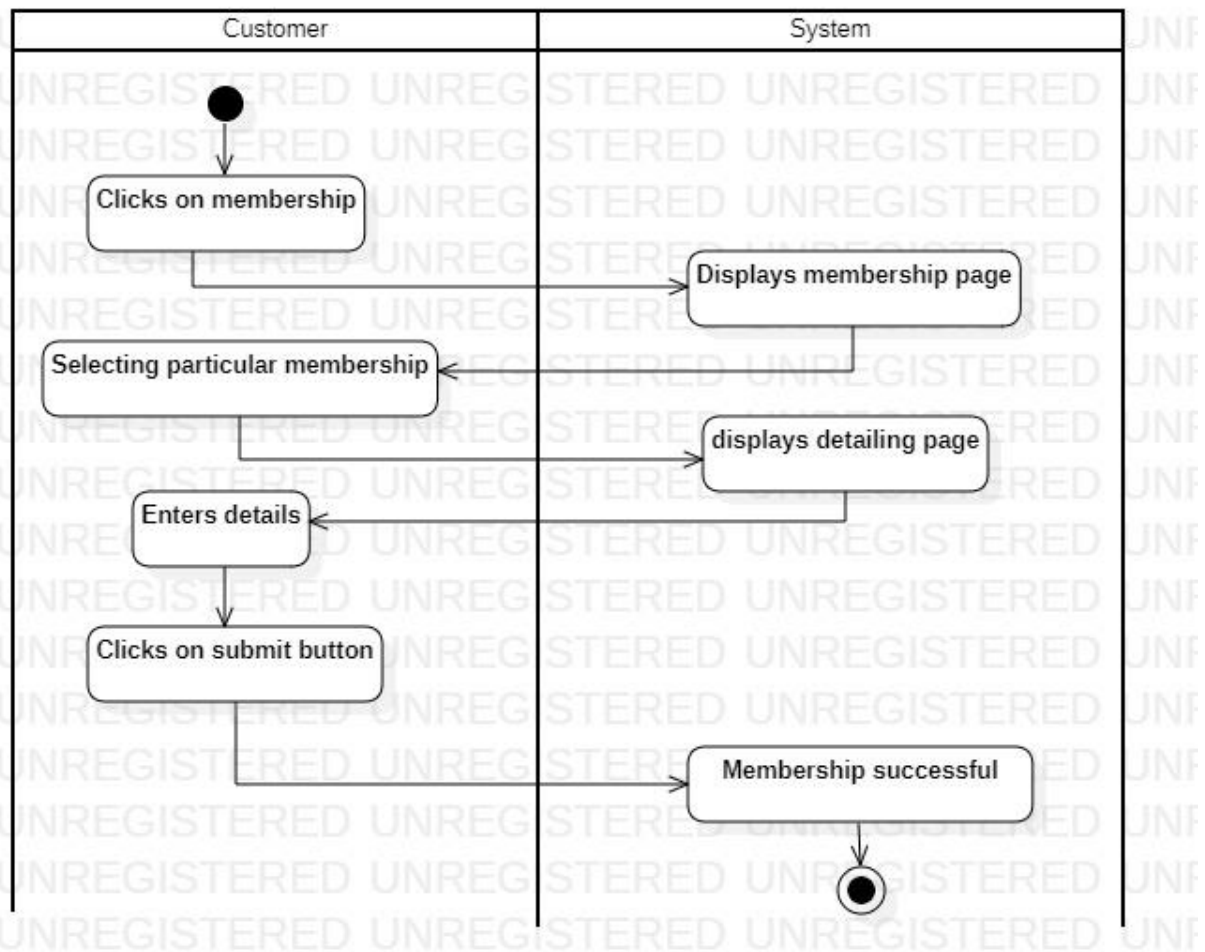 Customer
System
Clicks on membership
Displays membership page
Selecting particular membership
displays detailing page
Enters details
Clicks on submit button
Membership successful
UNREGISTERED